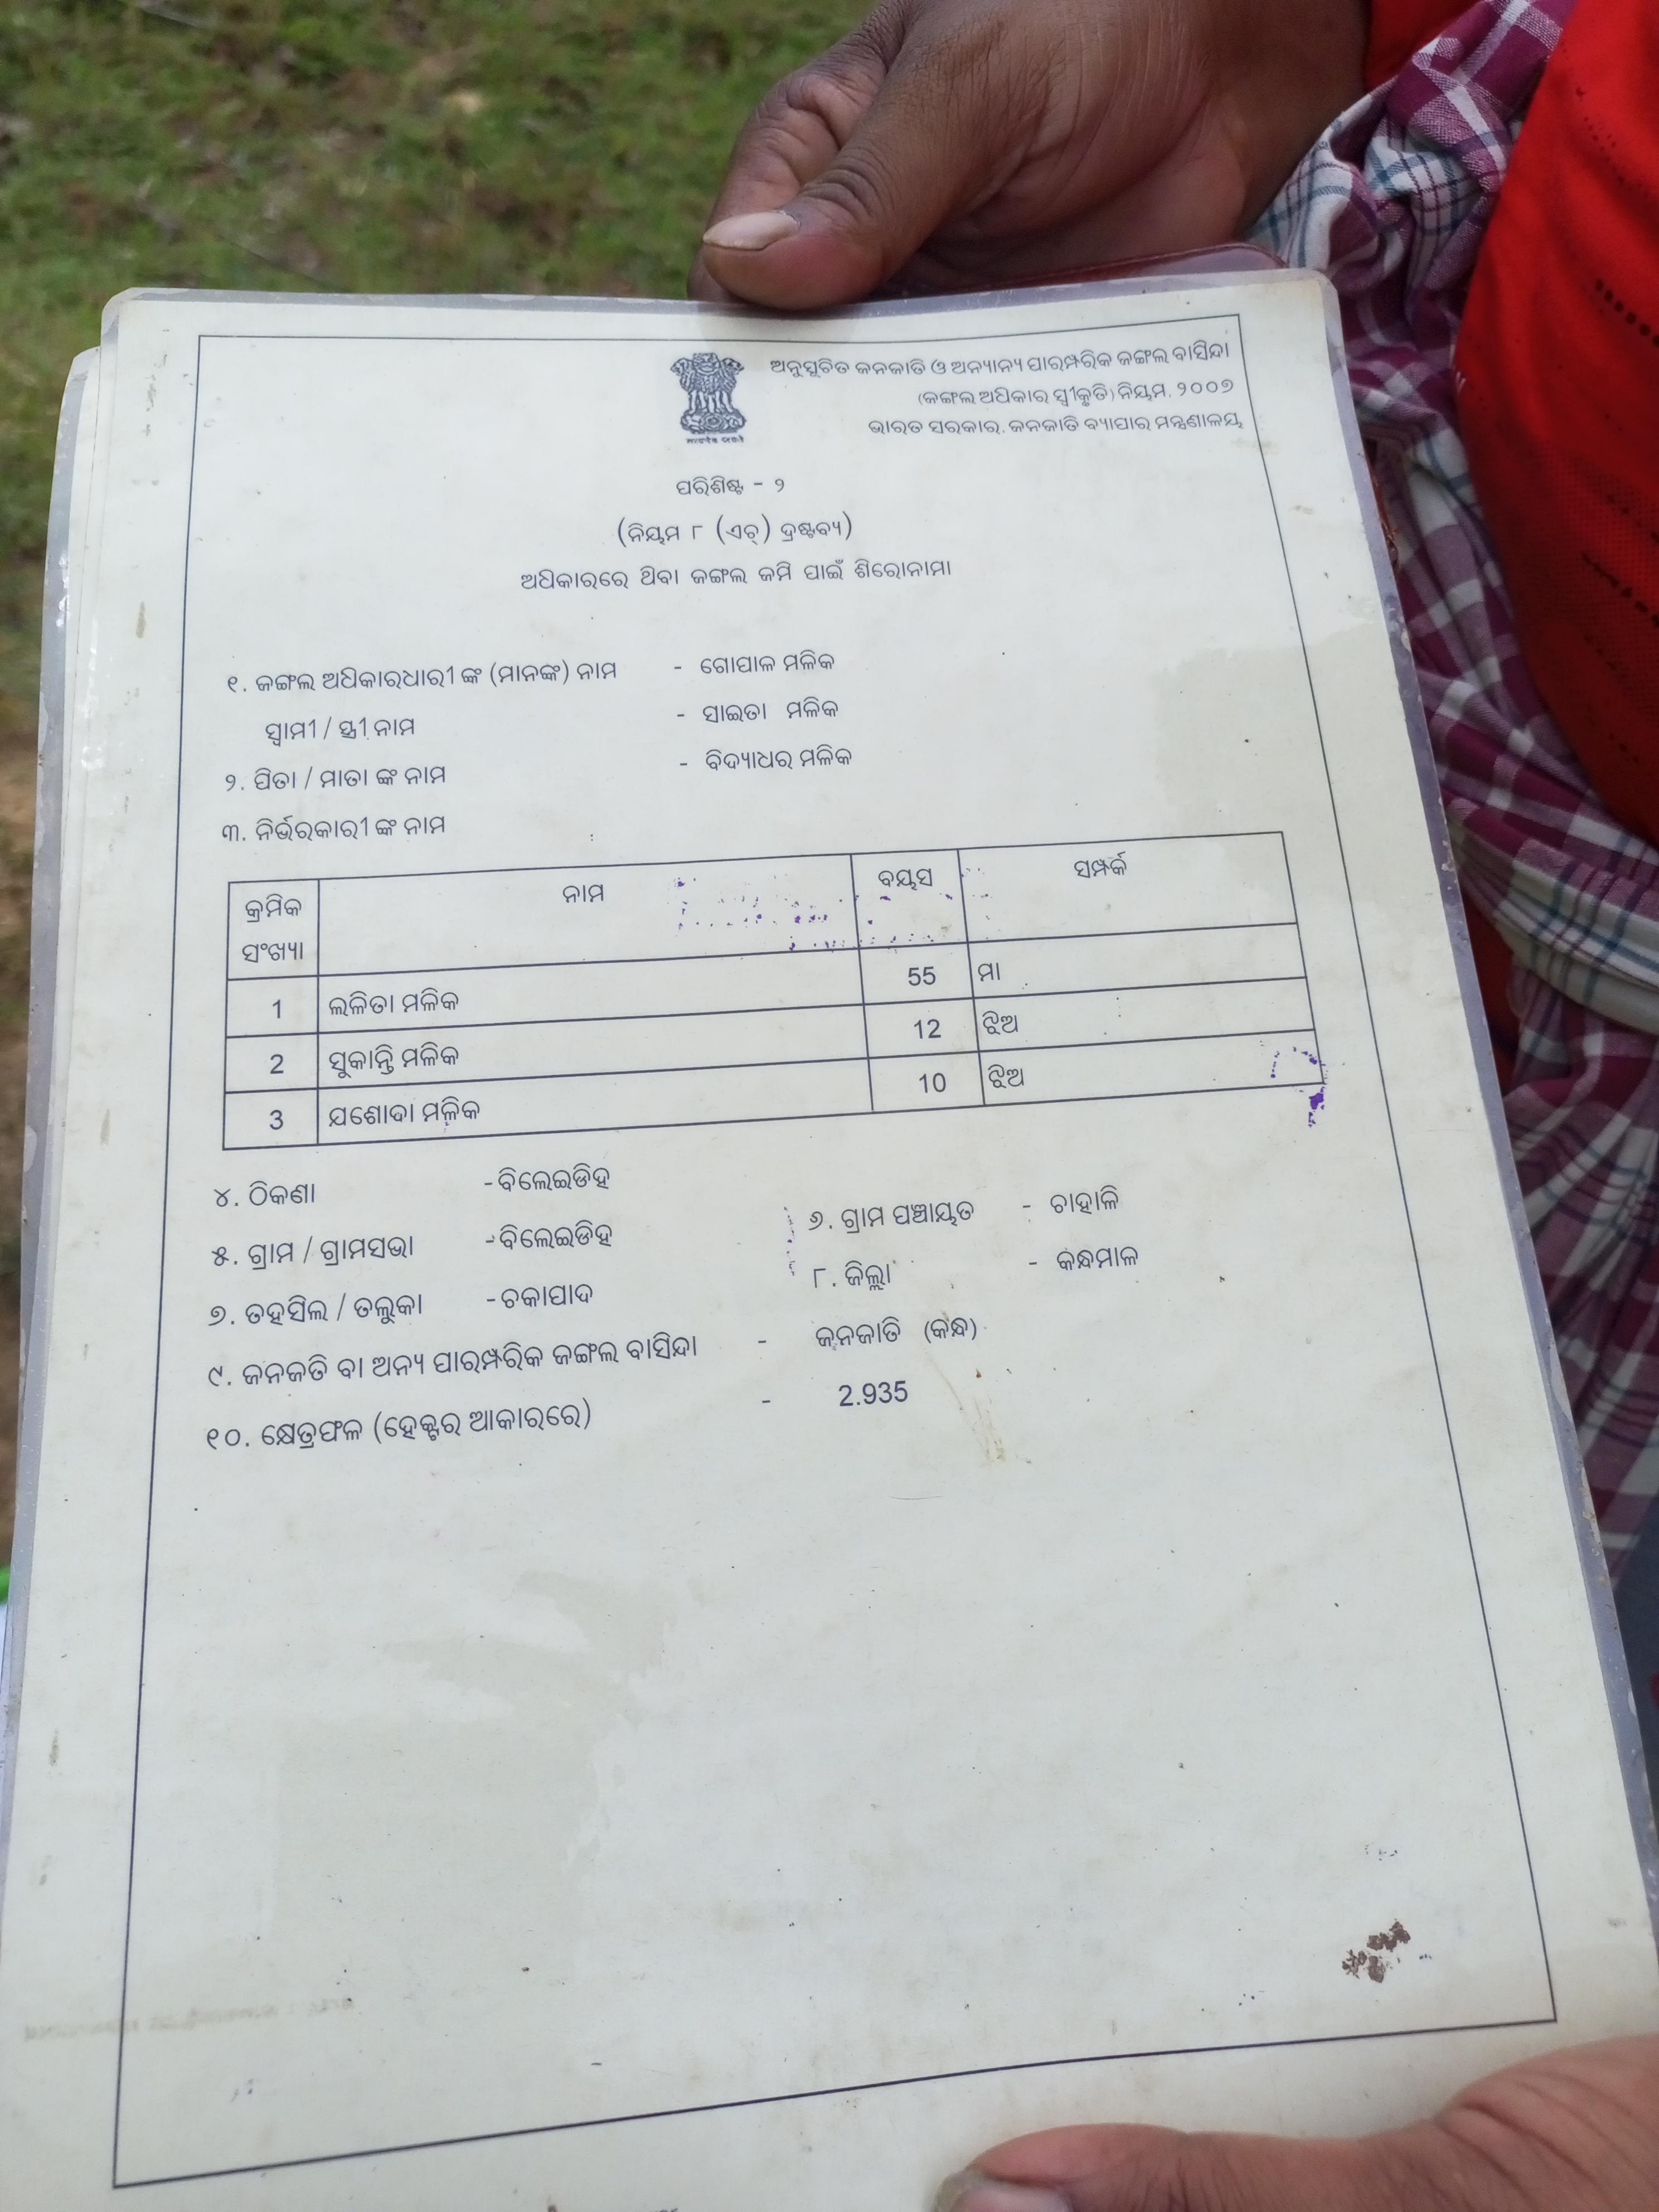 ଅନୁସୂଚିତ ଜନଜାତି ଓ ଅନ୍ୟାନ୍ୟ ପାରମ୍ପରିକ ଜଙ୍ଗଲ ବାସିନ୍ଦା
(ଜଙ୍ଗଲ ଅଧିକାର ସ୍ୱୀକୃତି) ନିୟମ, ୨୦୦୭
ଭାରତ ସରକାର, ଜନଜାତି ବ୍ୟାପାର ମନ୍ତ୍ରଣାଳୟ
ପରିଶିଷ୍ଟ - ୨
(ନିୟମ ୮ (ଏଚ୍) ଦ୍ରଷ୍ଟବ୍ୟ)
ଅଧିକାରରେ ଥିବା ଜଙ୍ଗଲ ଜମି ପାଇଁ ଶିରୋନାମା
୧. ଜଙ୍ଗଲ ଅଧିକାରଧାରୀ ଙ୍କ (ମାନଙ୍କ) ନାମ - ଗୋପାଳ ମଳିକ
ସ୍ୱାମୀ / ସ୍ତ୍ରୀ ନାମ - ସାଇତା ମଳିକ
୨. ପିତା / ମାତା ଙ୍କ ନାମ - ବିଦ୍ୟାଧର ମଳିକ
୩. ନିର୍ଭରକାରୀ ଙ୍କ ନାମ
କ୍ରମିକ ସଂଖ୍ୟା ନାମ ବୟସ ସମ୍ପର୍କ
1 ଲଳିତା ମଳିକ 55 ମା
2 ସୁକାନ୍ତି ମଳିକ 12 ଝିଅ
3 ଯଶୋଦା ମଳିକ 10 ଝିଅ
୪. ଠିକଣା - ବିଲେଇଡିହ
୫. ଗ୍ରାମ / ଗ୍ରାମସଭା - ବିଲେଇଡିହ ୬. ଗ୍ରାମ ପଞ୍ଚାୟତ - ଚାହାଳି
୭. ତହସିଲ / ତଲୁକା - ଚକାପାଦ ୮. ଜିଲ୍ଲା - କନ୍ଧମାଳ
୯. ଜନଜତି ବା ଅନ୍ୟ ପାରମ୍ପରିକ ଜଙ୍ଗଲ ବାସିନ୍ଦା - ଜନଜାତି (କନ୍ଧ)
୧୦. କ୍ଷେତ୍ରଫଳ (ହେକ୍ଟର ଆକାରରେ) - 2.935